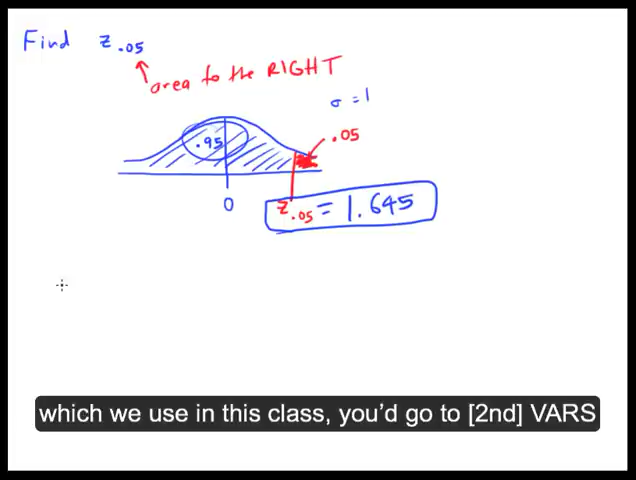 Find z.05
area to the RIGHT
σ = 1
.95
.05
0
z.05 = 1.645
which we use in this class, you'd go to [2nd] VARS